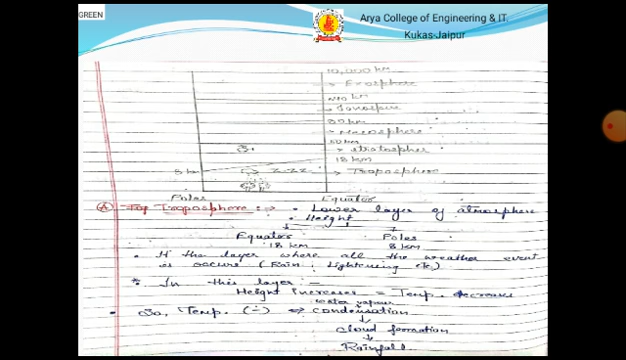 GREEN
Arya College of Engineering & IT,
Kukas-Jaipur
10,000 km
→ Exosphere
→ Ionosphere
80 km
→ Mesosphere
50 km
→ Stratosphere
18 km
8 km
→ Troposphere
Poles Equator
(A) Troposphere :→ • Lower layer of atmosphere
• Height
Equator Poles
18 km 8 km
• It the layer where all the weather event
is occurs (Rain, Lightening etc.)
* In this layer :-
Height Increases = Temp. decreases
water vapour
• So, Temp. (-) ⇔ condensation
↓
cloud formation
↓
Rainfall